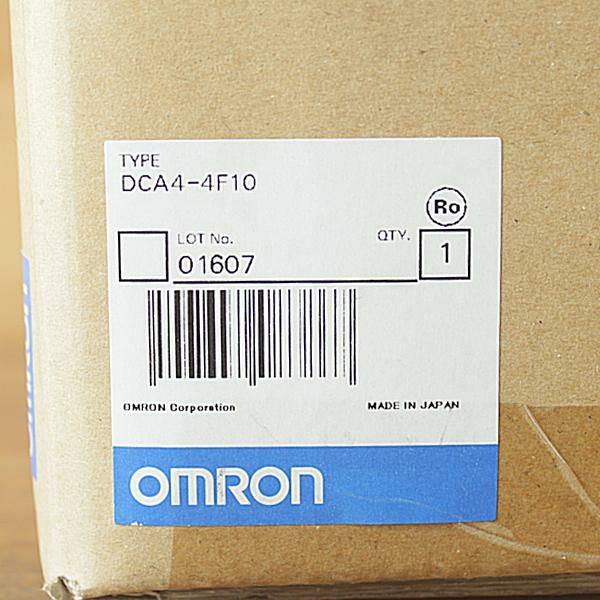 TYPE
DCA4-4F10
Ro
LOT No.
QTY.
01607
1
OMRON Corporation
MADE IN JAPAN
OMRON